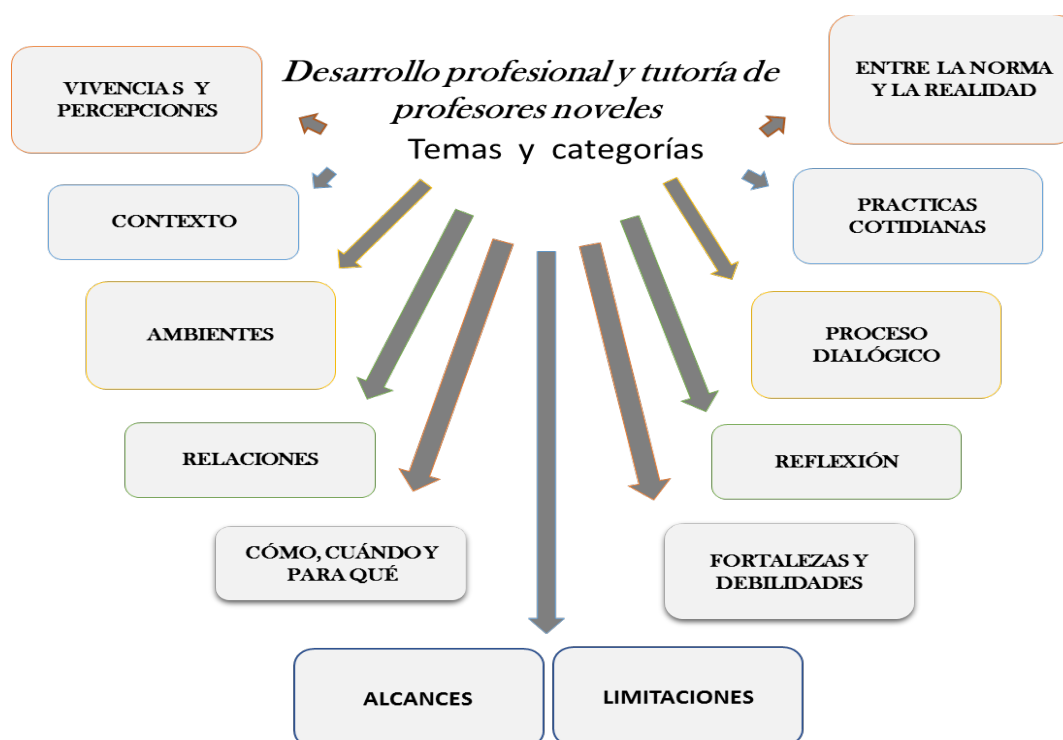 Desarrollo profesional y tutoría de
profesores noveles
Temas y categorías
VIVENCIA S Y
PERCEPCIONES
CONTEXTO
AMBIENTES
RELACIONES
CÓMO, CUÁNDO Y
PARA QUÉ
ALCANCES
LIMITACIONES
FORTALEZAS Y
DEBILIDADES
REFLEXIÓN
PROCESO
DIALÓGICO
PRACTICAS
COTIDIANAS
ENTRE LA NORMA
Y LA REALIDAD